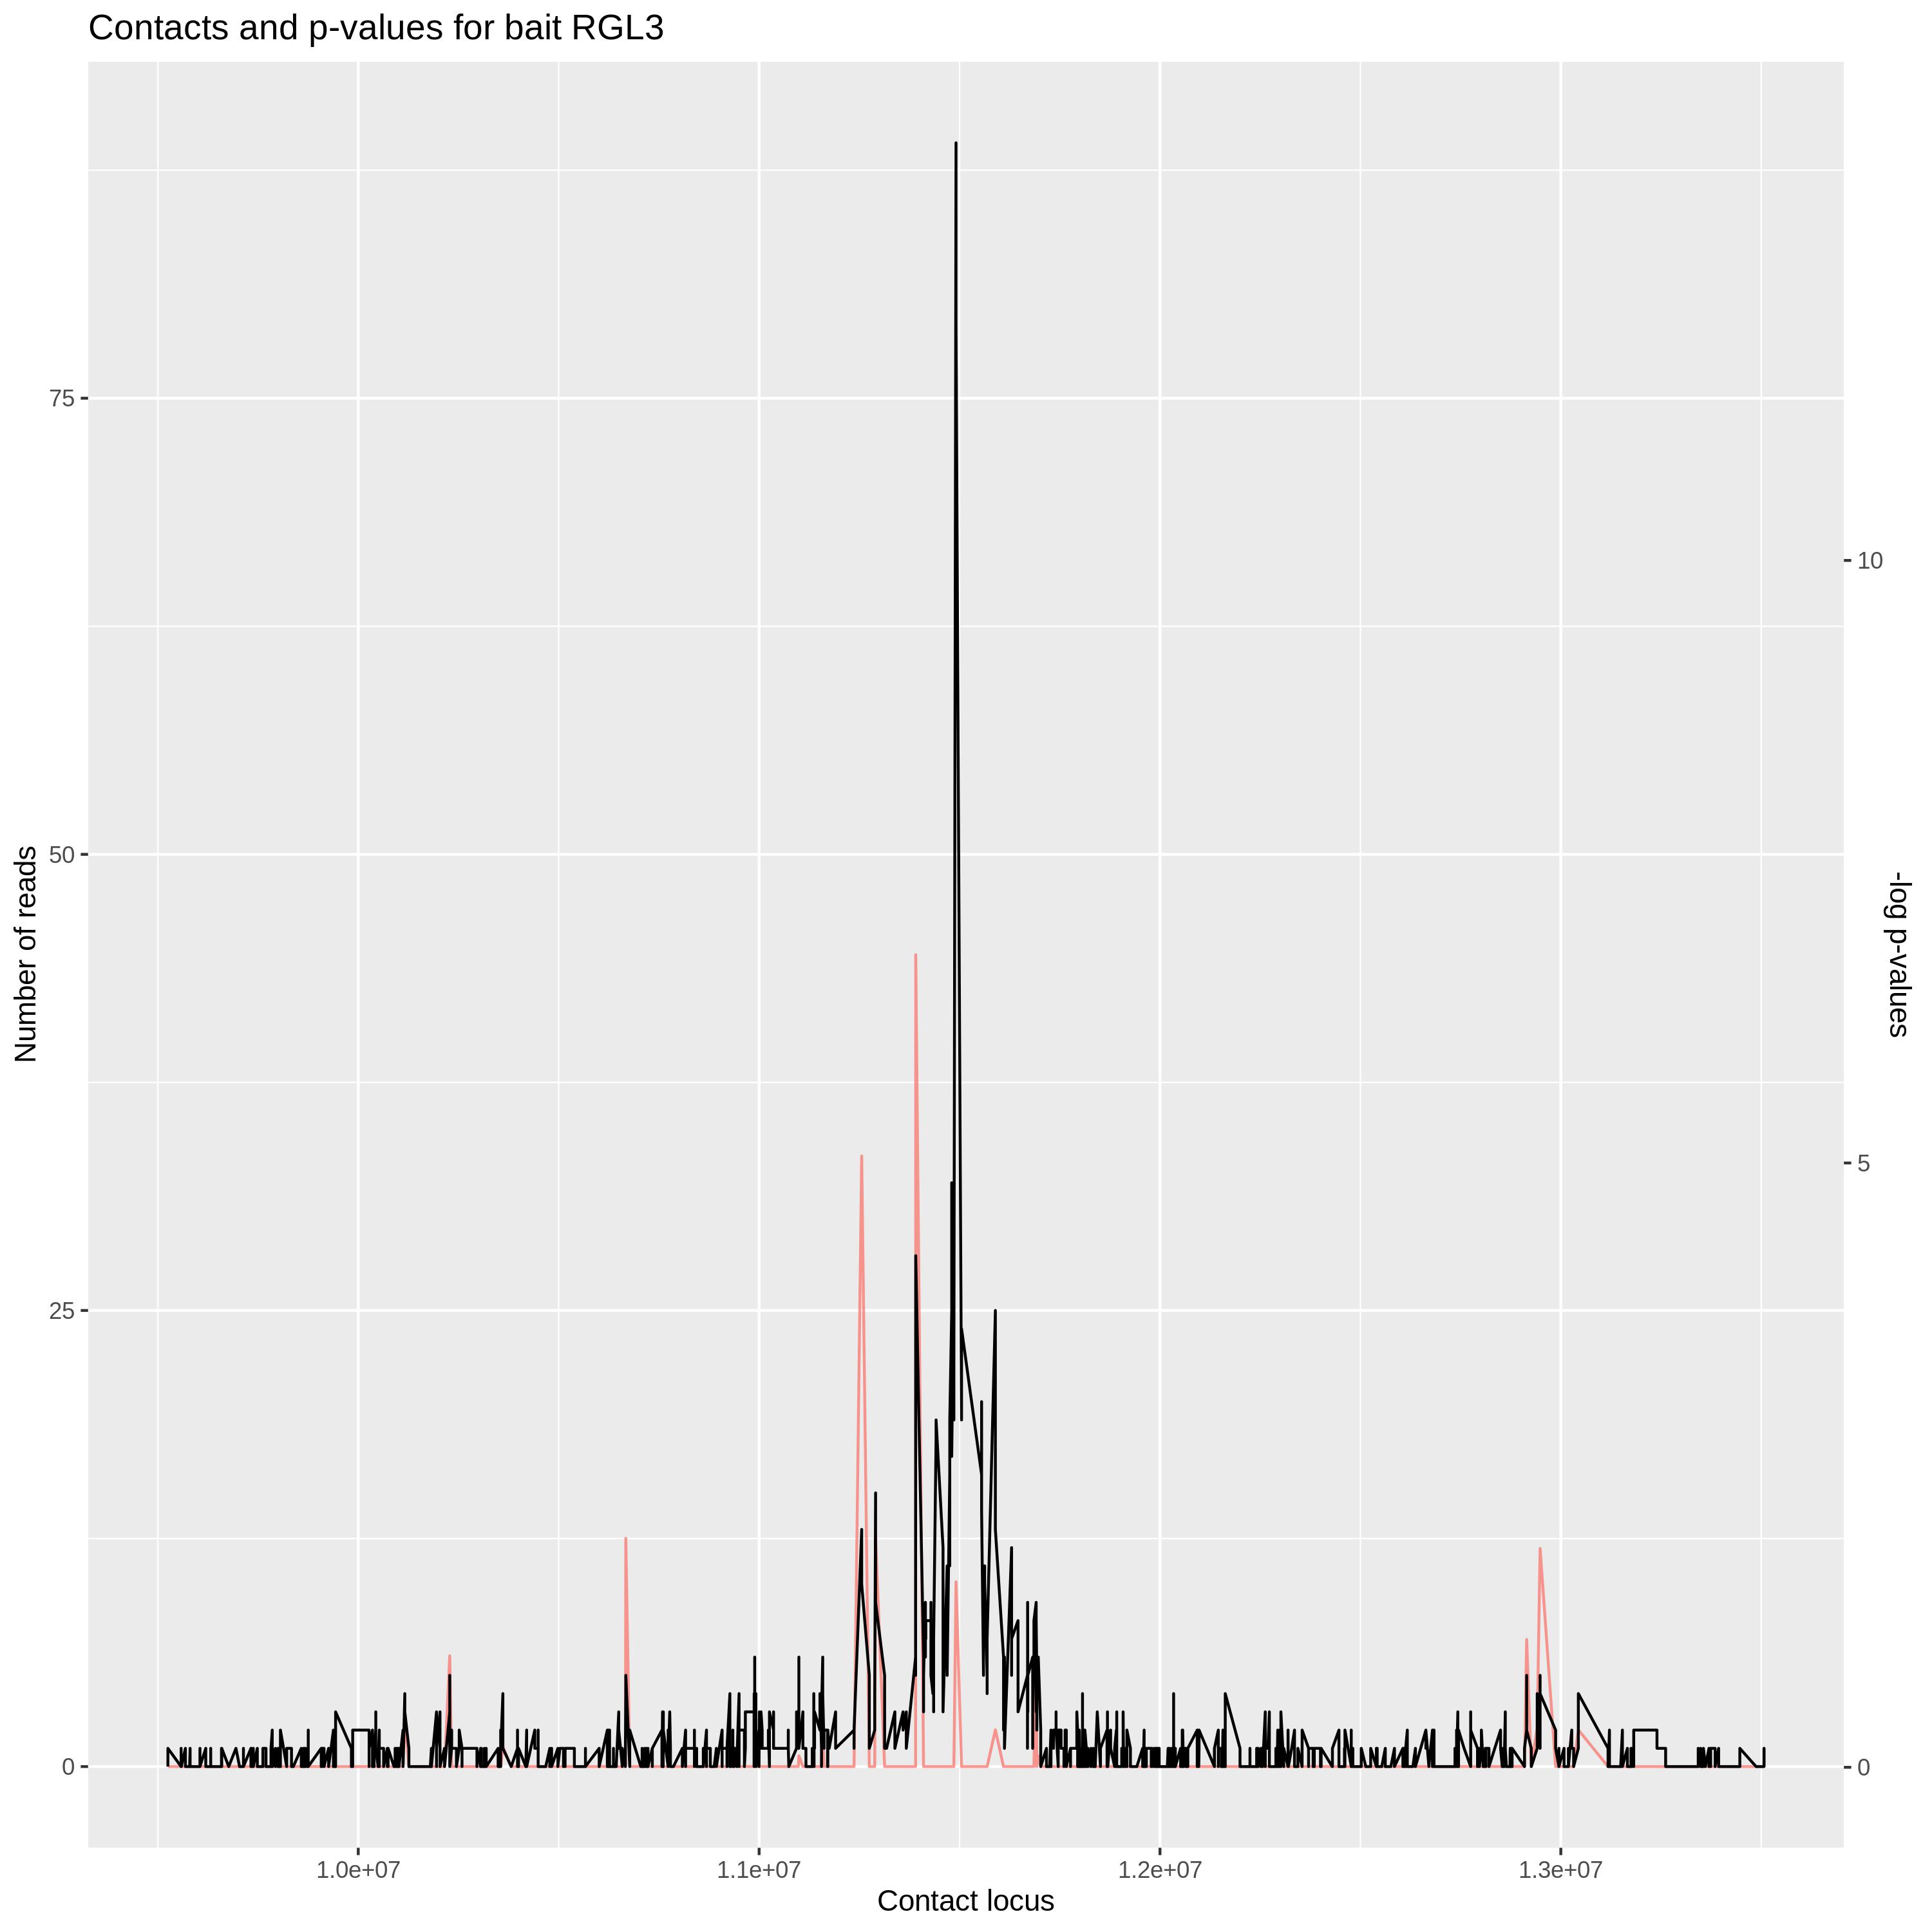 Contacts and p-values for bait RGL3
Number of reads
75
50
25
0
10
5
0
-log p-values
1.0e+07
1.1e+07
1.2e+07
1.3e+07
Contact locus